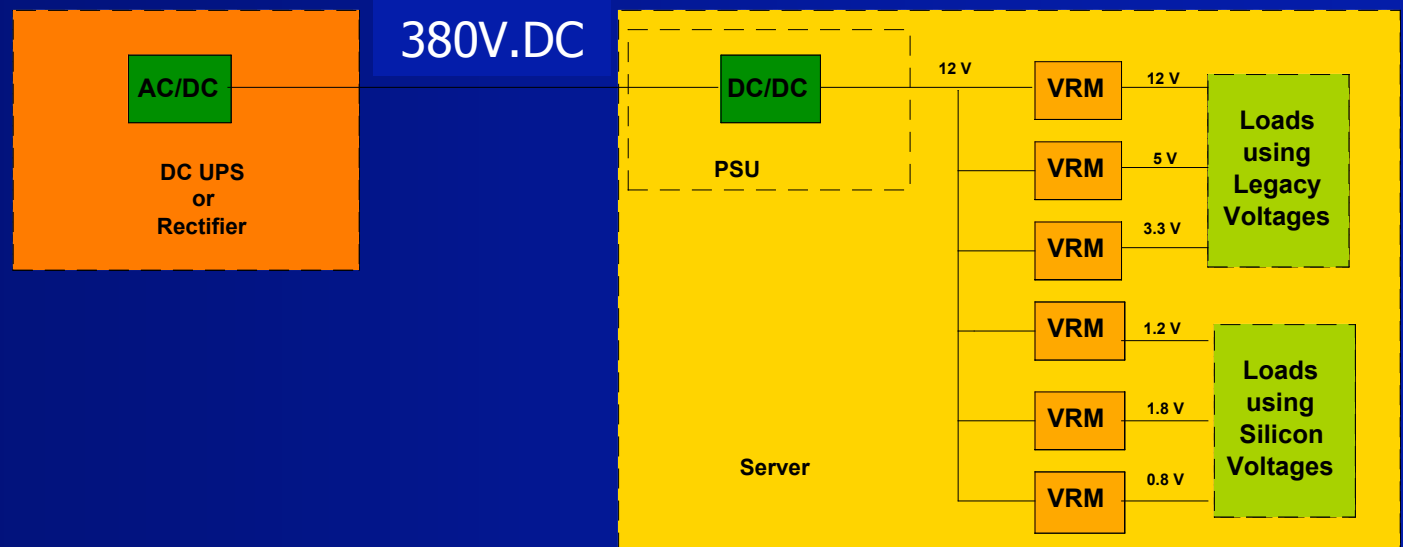 380V.DC
AC/DC
DC UPS
or
Rectifier
DC/DC
PSU
12 V
VRM
12 V
VRM
5 V
VRM
3.3 V
Loads
using
Legacy
Voltages
VRM
1.2 V
VRM
1.8 V
VRM
0.8 V
Loads
using
Silicon
Voltages
Server